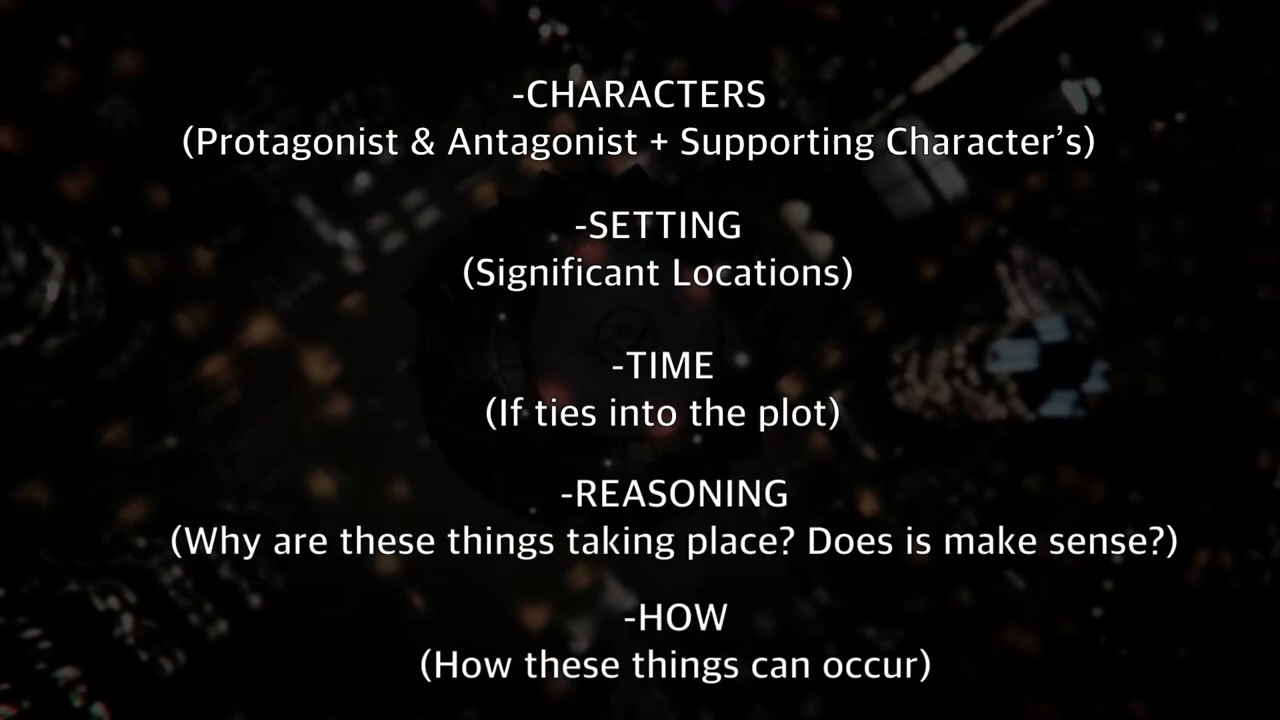 -CHARACTERS
(Protagonist & Antagonist + Supporting Character’s)
-SETTING
(Significant Locations)
-TIME
(If ties into the plot)
-REASONING
(Why are these things taking place? Does is make sense?)
-HOW
(How these things can occur)